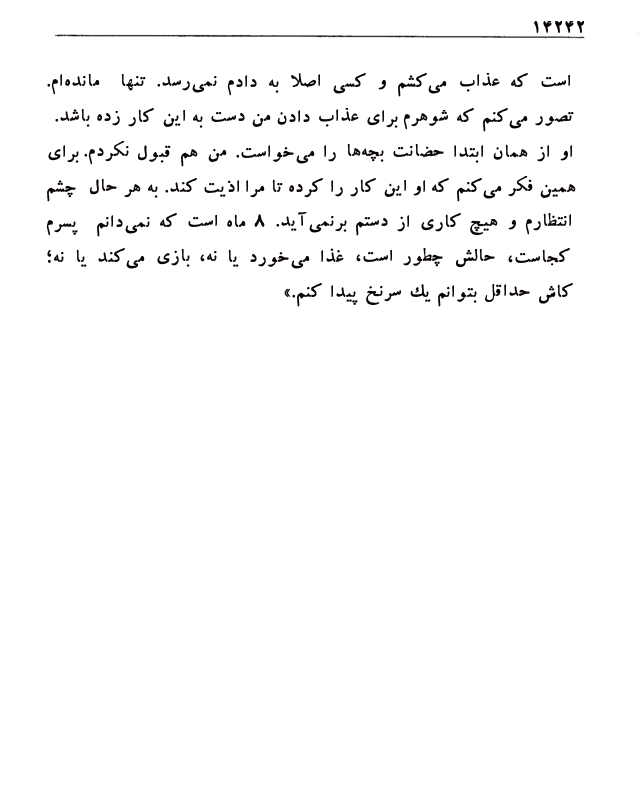 ۱۴۲۴۲
است که عذاب می‌کشم و کسی اصلا به دادم نمی‌رسد. تنها مانده‌ام.
تصور می‌کنم که شوهرم برای عذاب دادن من دست به این کار زده باشد.
او از همان ابتدا حضانت بچه‌ها را می‌خواست. من هم قبول نکردم. برای
همین فکر می‌کنم که او این کار را کرده تا مرا اذیت کند. به هر حال چشم
انتظارم و هیچ کاری از دستم برنمی‌آید. ۸ ماه است که نمی‌دانم پسرم
کجاست، حالش چطور است، غذا می‌خورد یا نه، بازی می‌کند یا نه؛
کاش حداقل بتوانم یك سرنخ پیدا کنم.»